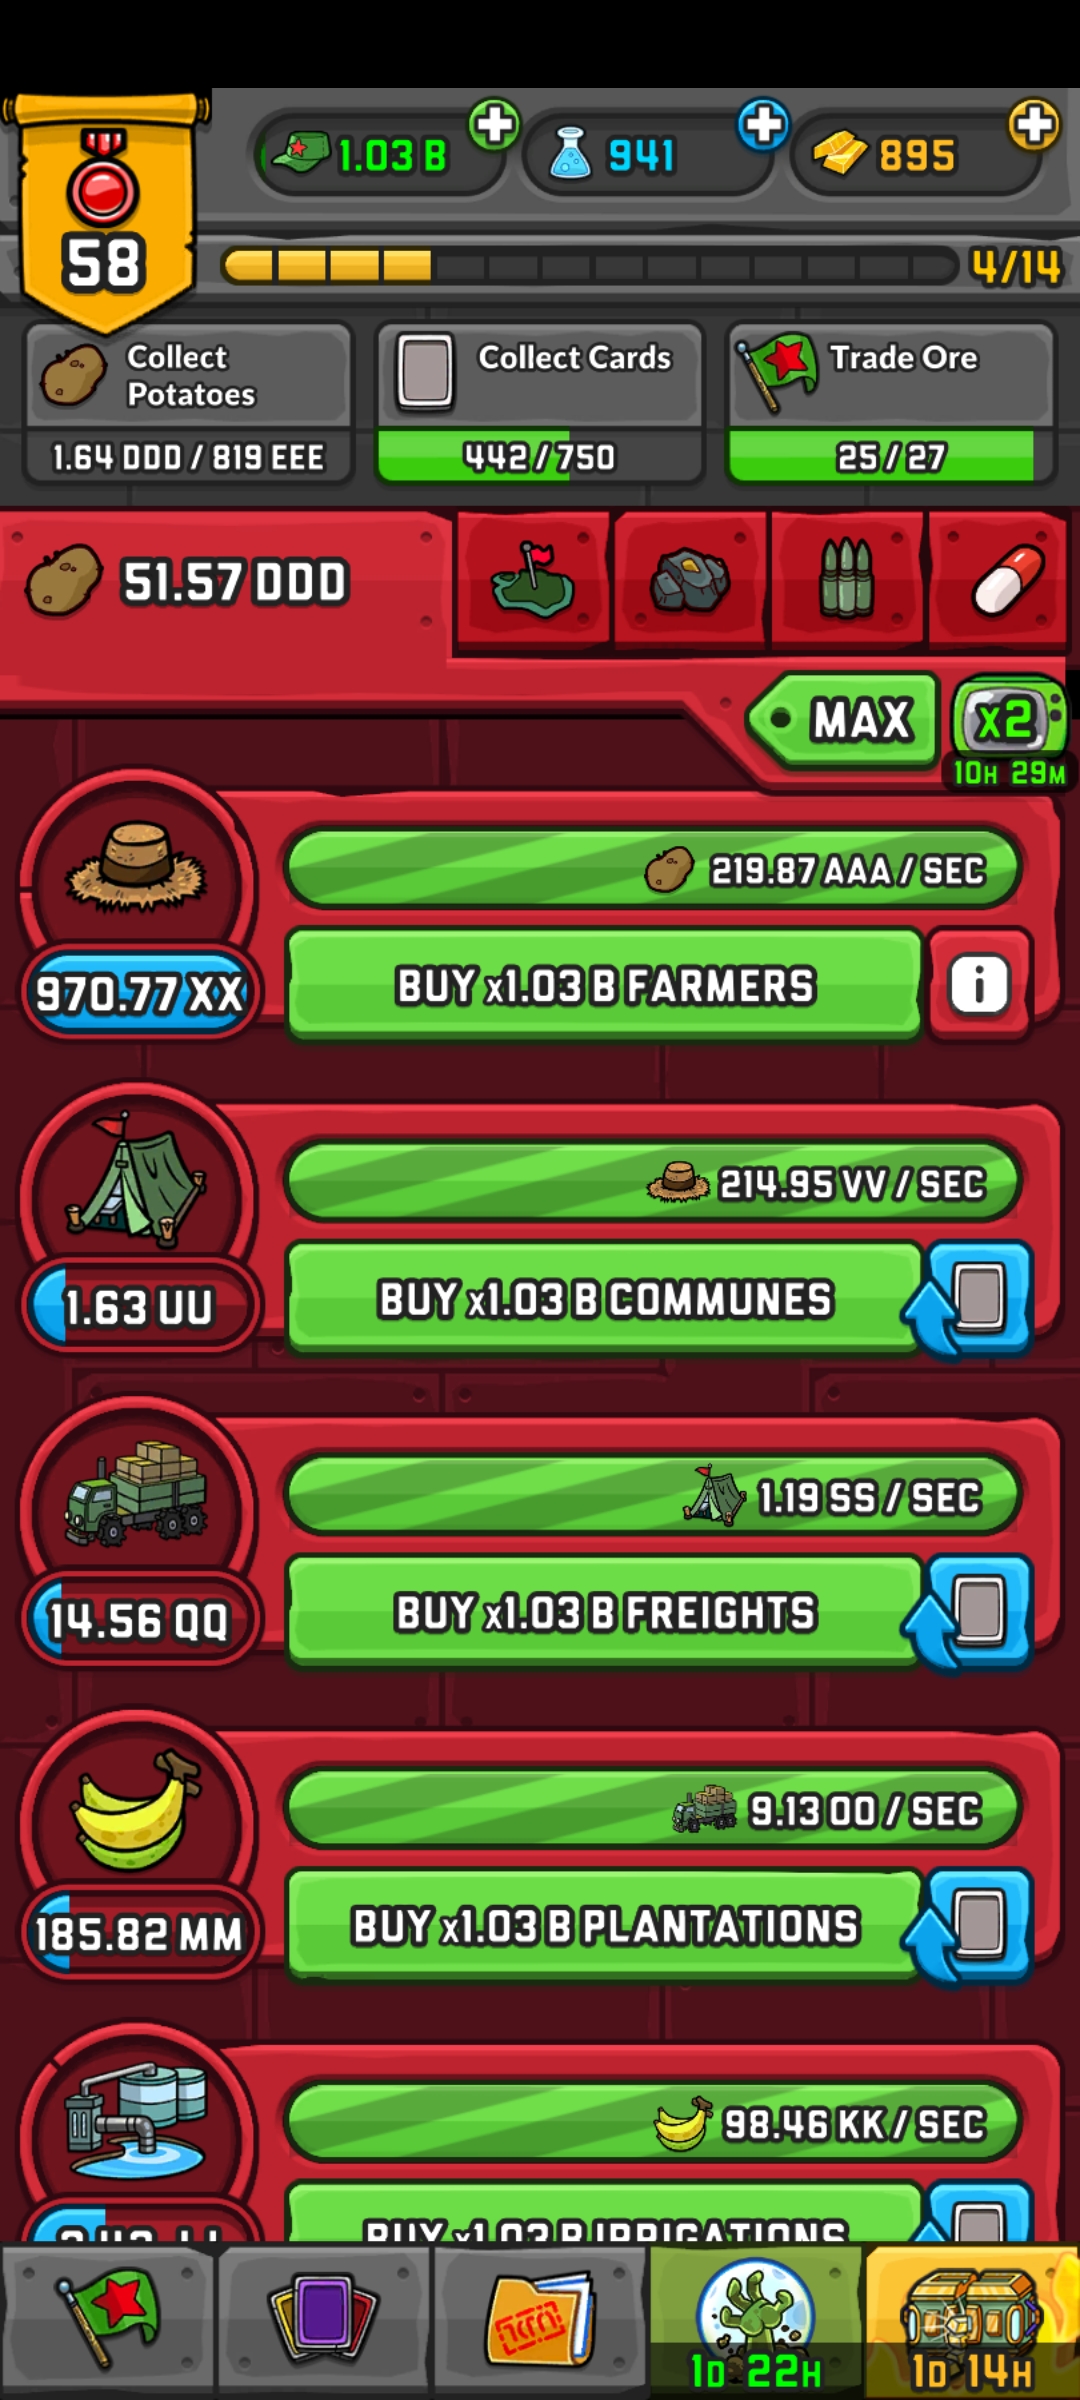 58
1.03 B
941
895
4/14
Collect
Potatoes
1.64 DDD / 819 EEE
Collect Cards
442/750
Trade Ore
25/27
51.57 DDD
MAX
x2
10H 29M
219.87 AAA / SEC
970.77 XX
BUY x1.03 B FARMERS
i
214.95 VV / SEC
1.63 UU
BUY x1.03 B COMMUNES
1.19 SS / SEC
14.56 QQ
BUY x1.03 B FREIGHTS
9.13 OO / SEC
185.82 MM
BUY x1.03 B PLANTATIONS
98.46 KK / SEC
BUY x1.03 B IRRIGATIONS
1D 22H
1D 14H